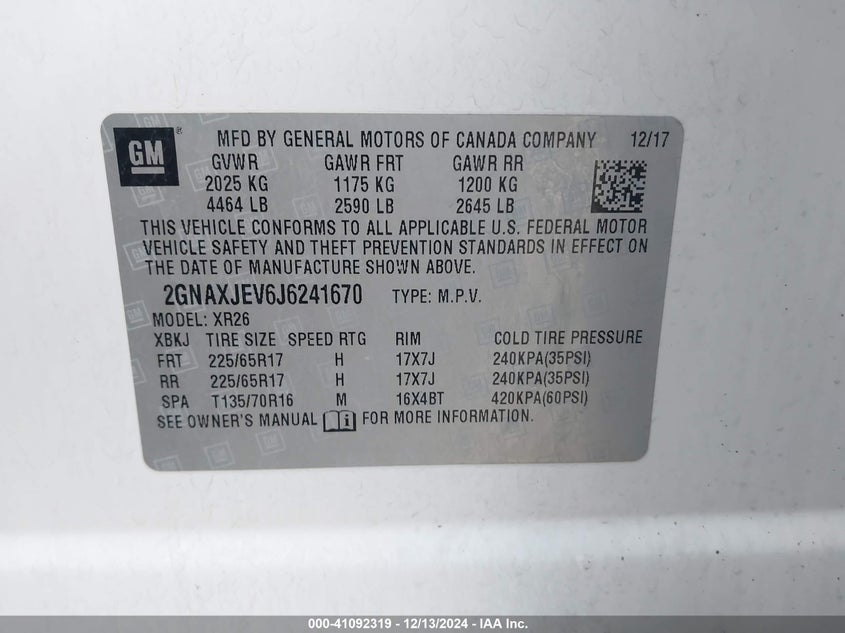 GM ® MFD BY GENERAL MOTORS OF CANADA COMPANY 12/17
GVWR GAWR FRT GAWR RR
2025 KG 1175 KG 1200 KG
4464 LB 2590 LB 2645 LB
THIS VEHICLE CONFORMS TO ALL APPLICABLE U.S. FEDERAL MOTOR
VEHICLE SAFETY AND THEFT PREVENTION STANDARDS IN EFFECT ON
THE DATE OF MANUFACTURE SHOWN ABOVE.
2GNAXJEV6J6241670 TYPE: M.P.V.
MODEL: XR26
XBKJ TIRE SIZE SPEED RTG RIM COLD TIRE PRESSURE
FRT 225/65R17 H 17X7J 240KPA(35PSI)
RR 225/65R17 H 17X7J 240KPA(35PSI)
SPA T135/70R16 M 16X4BT 420KPA(60PSI)
SEE OWNER'S MANUAL FOR MORE INFORMATION.
000-41092319 - 12/13/2024 - IAA Inc.